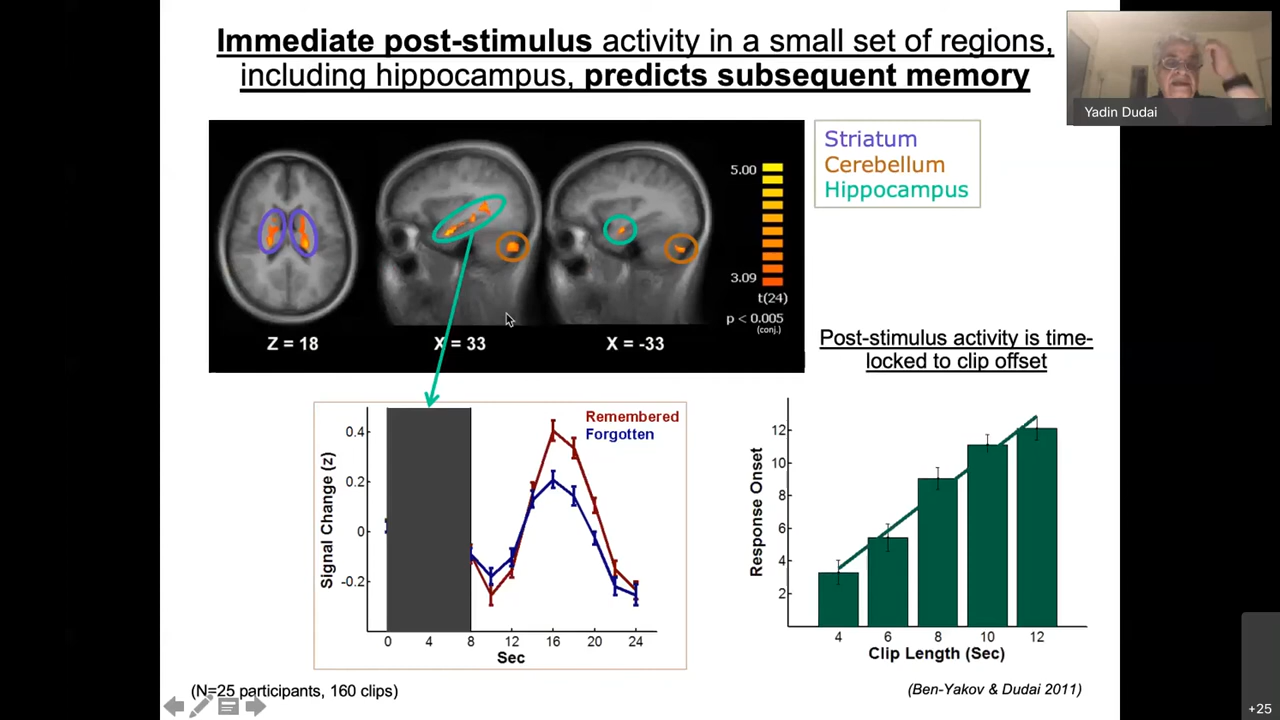 Immediate post-stimulus activity in a small set of regions,
including hippocampus, predicts subsequent memory
Yadin Dudai
Striatum
Cerebellum
Hippocampus
5.00
3.09
t(24)
p < 0.005
(conj.)
Z = 18
X = 33
X = -33
Post-stimulus activity is time-
locked to clip offset
Remembered
Forgotten
Signal Change (z)
0.4
0.2
0
-0.2
0 4 8 12 16 20 24
Sec
Response Onset
12
10
8
6
4
2
4 6 8 10 12
Clip Length (Sec)
(N=25 participants, 160 clips)
(Ben-Yakov & Dudai 2011)
+25